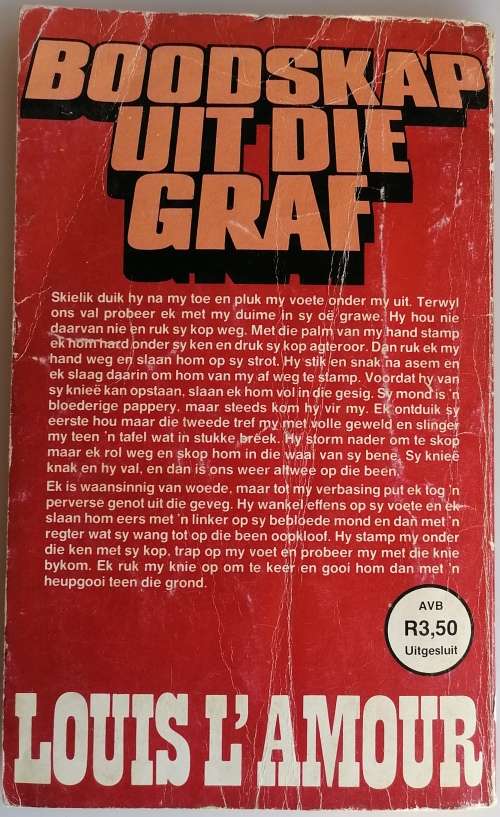 BOODSKAP
UIT DIE
GRAF
Skielik duik hy na my toe en pluk my voete onder my uit. Terwyl
ons val probeer ek met my duime in sy oë grawe. Hy hou nie
daarvan nie en ruk sy kop weg. Met die palm van my hand stamp
ek hom hard onder sy ken en druk sy kop agteroor. Dan ruk ek my
hand weg en slaan hom op sy strot. Hy stik en snak na asem en
ek slaag daarin om hom van my af weg te stamp. Voordat hy van
sy knieë kan opstaan, slaan ek hom vol in die gesig. Sy mond is 'n
bloederige pappery, maar steeds kom hy vir my. Ek ontduik sy
eerste hou maar die tweede tref my met volle geweld en slinger
my teen 'n tafel wat in stukke breek. Hy storm nader om te skop
maar ek rol weg en skop hom in die waai van sy bene. Sy knieë
knak en hy val, en dan is ons weer altwee op die been.
Ek is waansinnig van woede, maar tot my verbasing put ek tog 'n
perverse genot uit die geveg. Hy wankel effens op sy voete en ek
slaan hom eers met 'n linker op sy bebloede mond en dan met 'n
regter wat sy wang tot op die been oopkloof. Hy stamp my onder
die ken met sy kop, trap op my voet en probeer my met die knie
bykom. Ek ruk my knie op om te keer en gooi hom dan met 'n
heupgooi teen die grond.
AVB
R3,50
Uitgesluit
LOUIS L'AMOUR